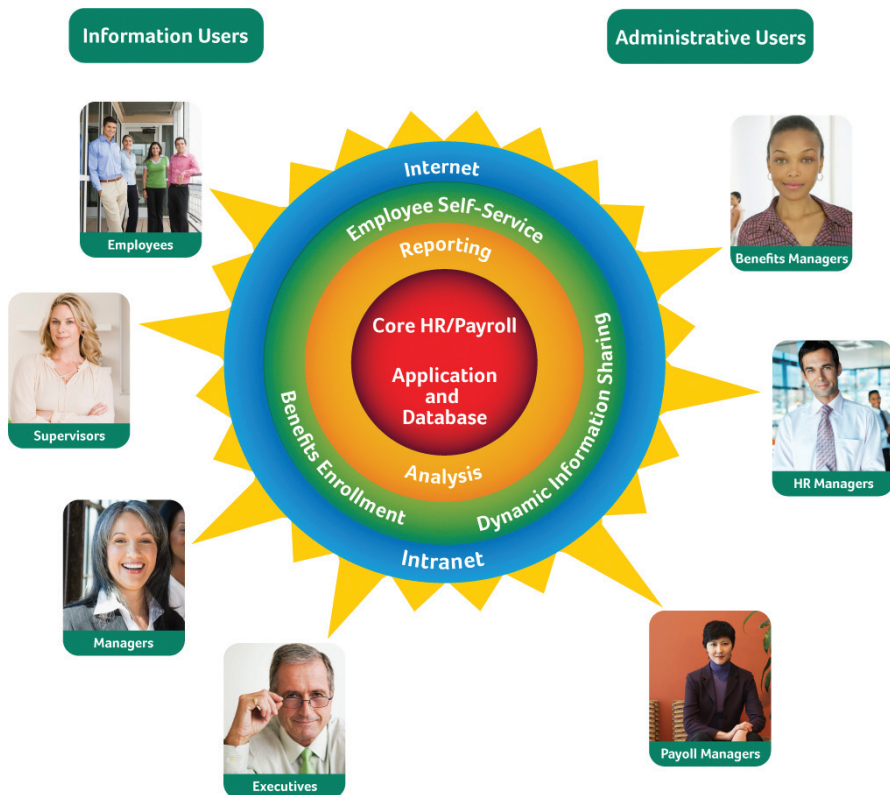 Information Users
Administrative Users
Employees
Supervisors
Managers
Executives
Internet
Employee Self-Service
Reporting
Core HR/Payroll
Application
and
Database
Analysis
Benefits Enrollment
Dynamic Information Sharing
Intranet
Benefits Managers
HR Managers
Payoll Managers